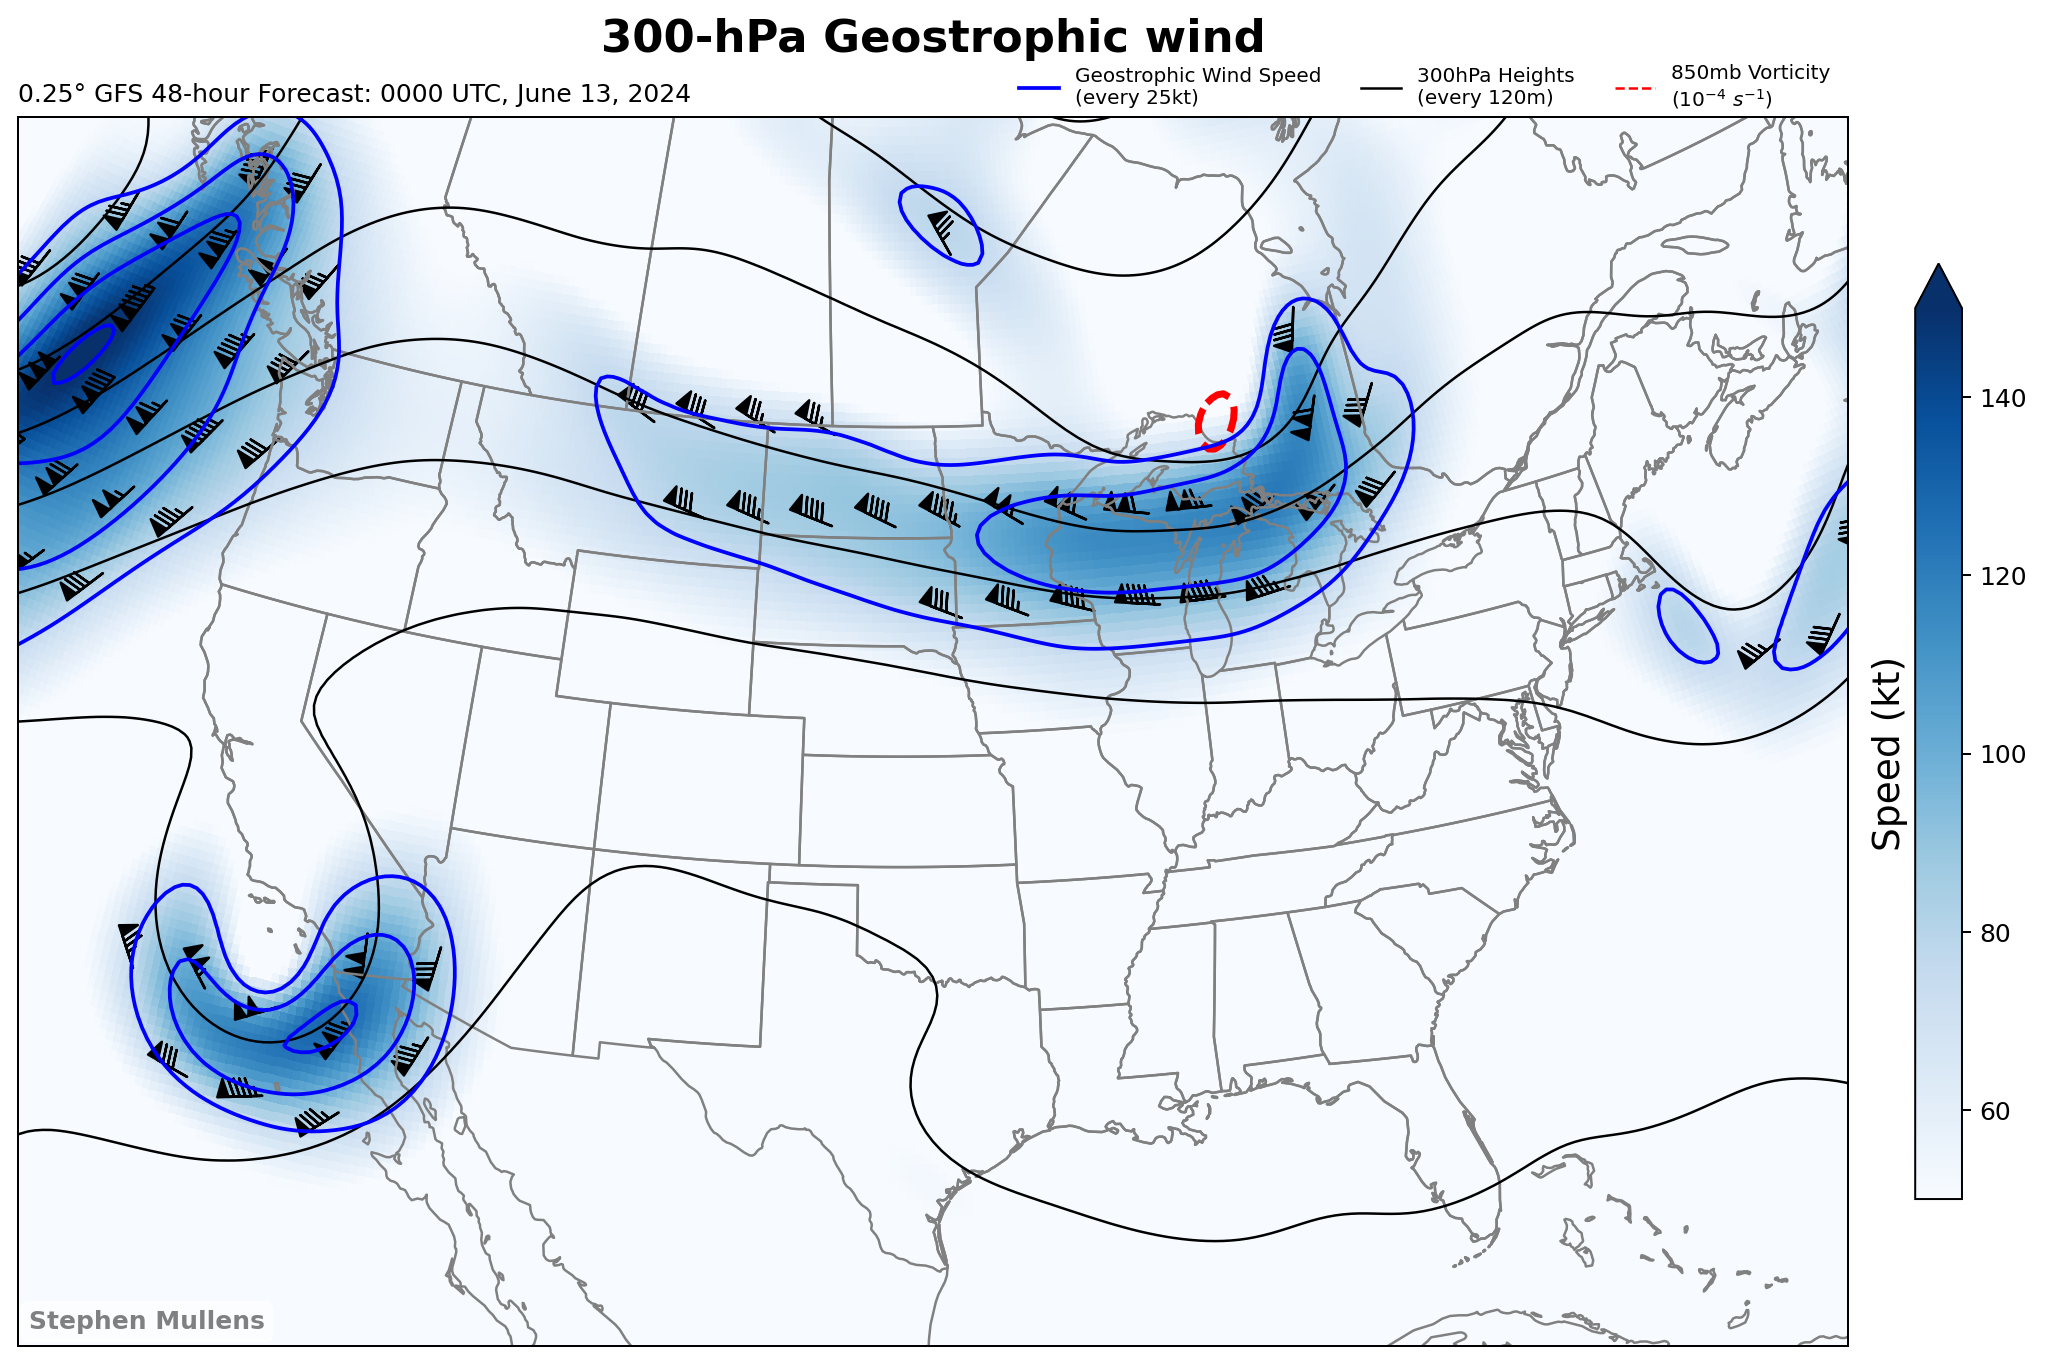 300-hPa Geostrophic wind
0.25° GFS 48-hour Forecast: 0000 UTC, June 13, 2024
Geostrophic Wind Speed
(every 25kt)
300hPa Heights
(every 120m)
850mb Vorticity
(10⁻⁴ s⁻¹)
140
120
100
80
60
Speed (kt)
Stephen Mullens